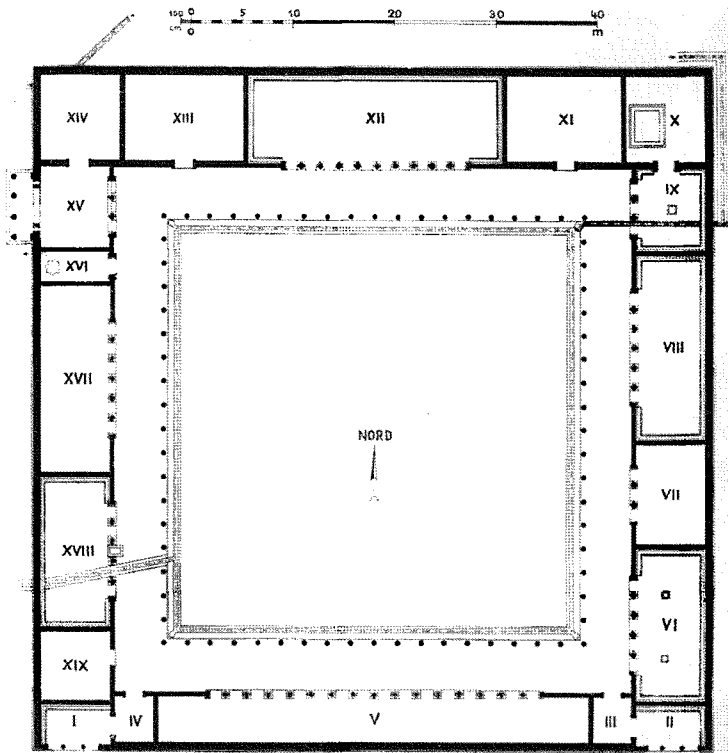 100 0 5 10 20 30 40
cm 0 m
XIV XIII XII XI X
XV IX
XVI
XVII VIII
NORD
VII
XVIII
VI
XIX
I IV V III II